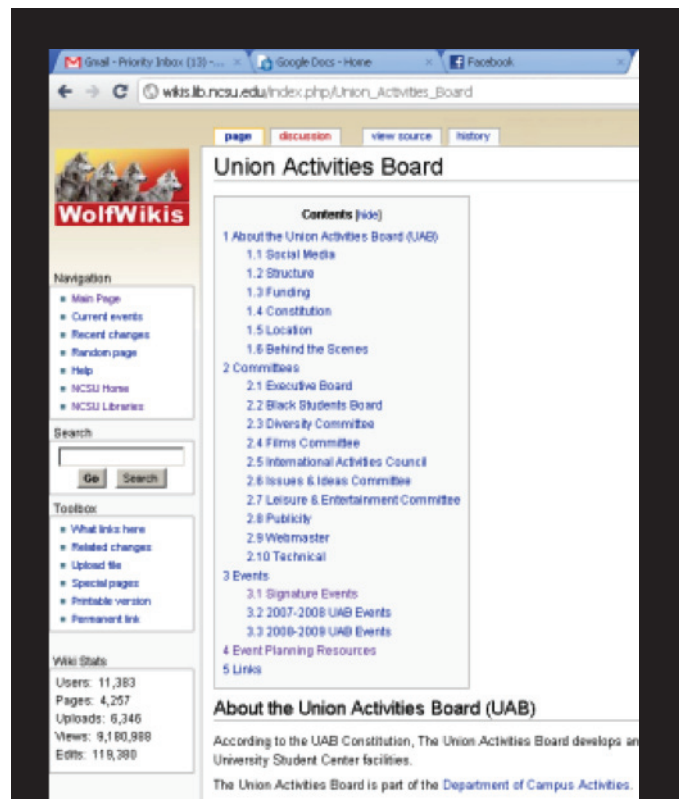 Gmail - Priority Inbox (13) -...
Google Docs - Home
Facebook
wikis.lib.ncsu.edu/index.php/Union_Activities_Board
page discussion view source history
Union Activities Board
WolfWikis
Navigation
Main Page
Current events
Recent changes
Random page
Help
NCSU Home
NCSU Libraries
Search
Go Search
Toolbox
What links here
Related changes
Upload file
Special pages
Printable version
Permanent link
Wiki Stats
Users: 11,383
Pages: 4,257
Uploads: 6,346
Views: 9,180,988
Edits: 119,380
Contents [hide]
1 About the Union Activities Board (UAB)
1.1 Social Media
1.2 Structure
1.3 Funding
1.4 Constitution
1.5 Location
1.6 Behind the Scenes
2 Committees
2.1 Executive Board
2.2 Black Students Board
2.3 Diversity Committee
2.4 Films Committee
2.5 International Activities Council
2.6 Issues & Ideas Committee
2.7 Leisure & Entertainment Committee
2.8 Publicity
2.9 Webmaster
2.10 Technical
3 Events
3.1 Signature Events
3.2 2007-2008 UAB Events
3.3 2008-2009 UAB Events
4 Event Planning Resources
5 Links
About the Union Activities Board (UAB)
According to the UAB Constitution, The Union Activities Board develops an
University Student Center facilities.
The Union Activities Board is part of the Department of Campus Activities.